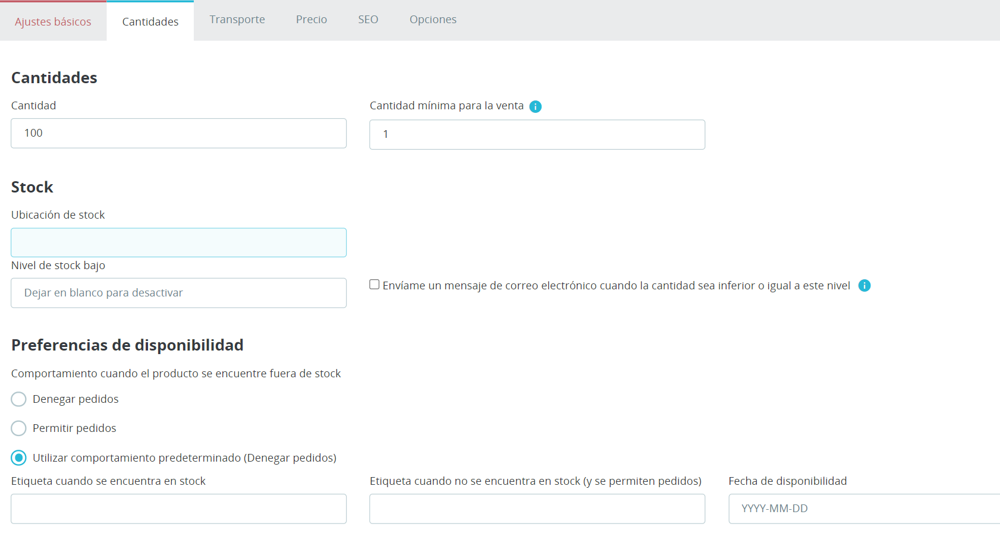 Ajustes básicos Cantidades Transporte Precio SEO Opciones
Cantidades
Cantidad Cantidad mínima para la venta i
100 1
Stock
Ubicación de stock
Nivel de stock bajo
Dejar en blanco para desactivar Envíame un mensaje de correo electrónico cuando la cantidad sea inferior o igual a este nivel i
Preferencias de disponibilidad
Comportamiento cuando el producto se encuentre fuera de stock
Denegar pedidos
Permitir pedidos
Utilizar comportamiento predeterminado (Denegar pedidos)
Etiqueta cuando se encuentra en stock Etiqueta cuando no se encuentra en stock (y se permiten pedidos) Fecha de disponibilidad
YYYY-MM-DD